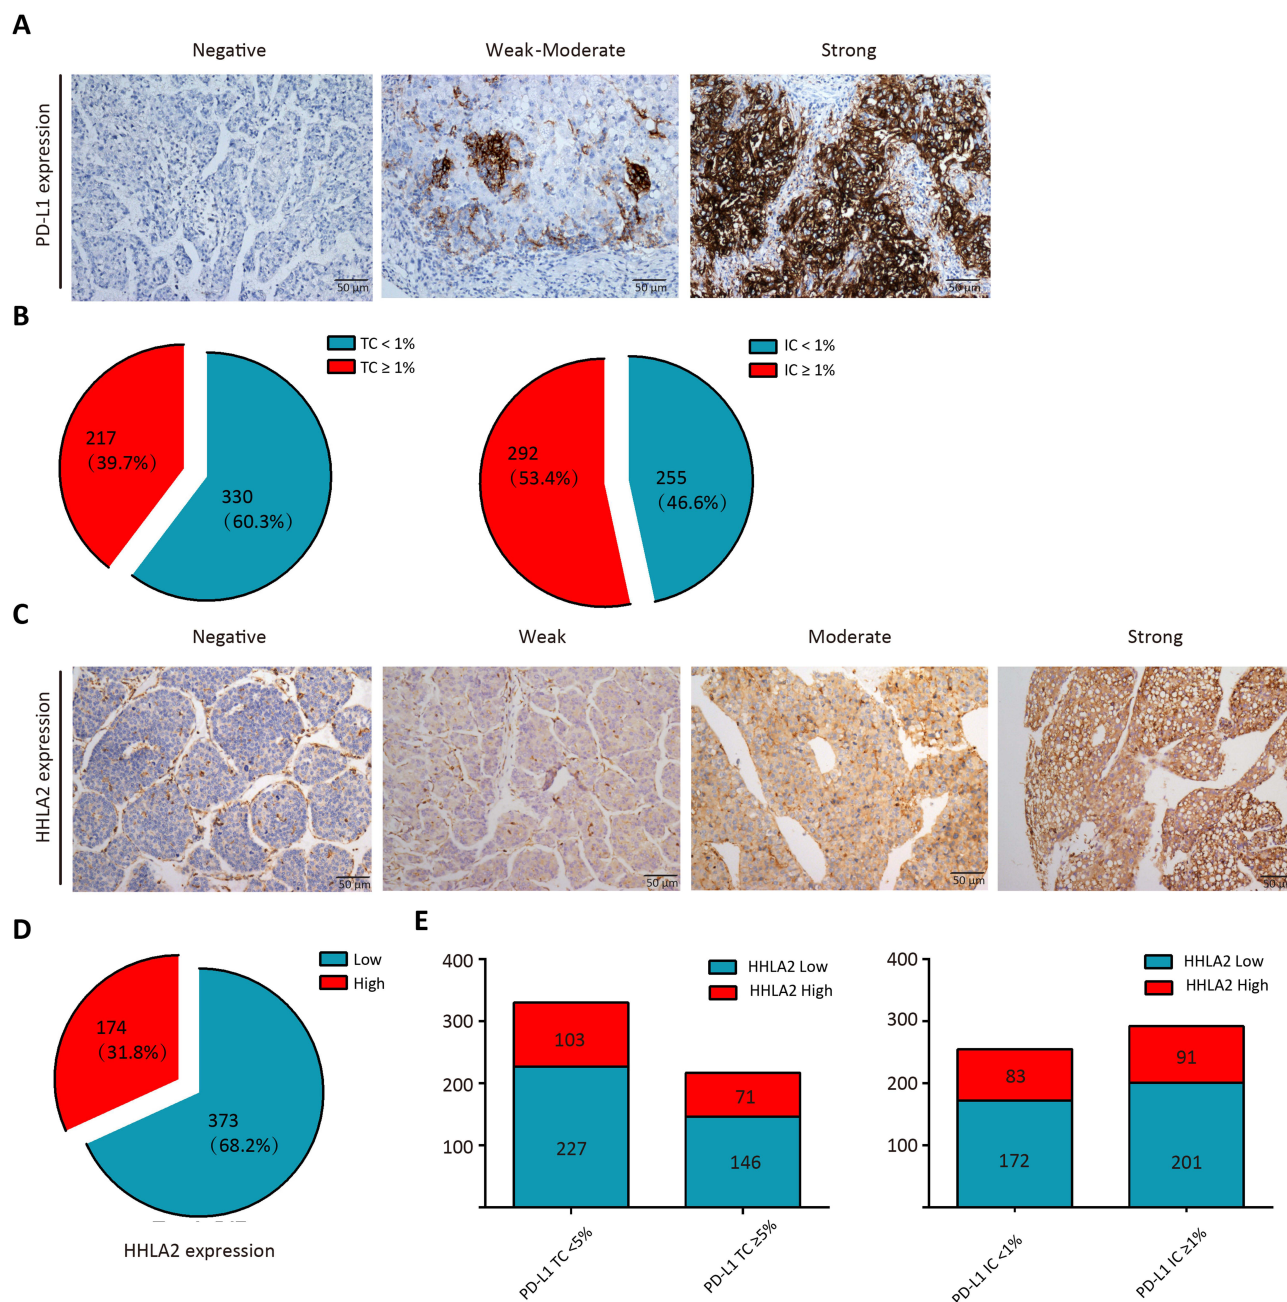 A
Negative
Weak-Moderate
Strong
PD-L1 expression
50 μm
50 μm
50 μm
B
TC < 1%
TC ≥ 1%
217
(39.7%)
330
(60.3%)
IC < 1%
IC ≥ 1%
292
(53.4%)
255
(46.6%)
C
Negative
Weak
Moderate
Strong
HHLA2 expression
50 μm
50 μm
50 μm
50 μm
D
Low
High
174
(31.8%)
373
(68.2%)
HHLA2 expression
E
400
300
200
100
HHLA2 Low
HHLA2 High
103
227
71
146
PD-L1 TC <5%
PD-L1 TC ≥5%
400
300
200
100
HHLA2 Low
HHLA2 High
83
172
91
201
PD-L1 IC <1%
PD-L1 IC ≥1%